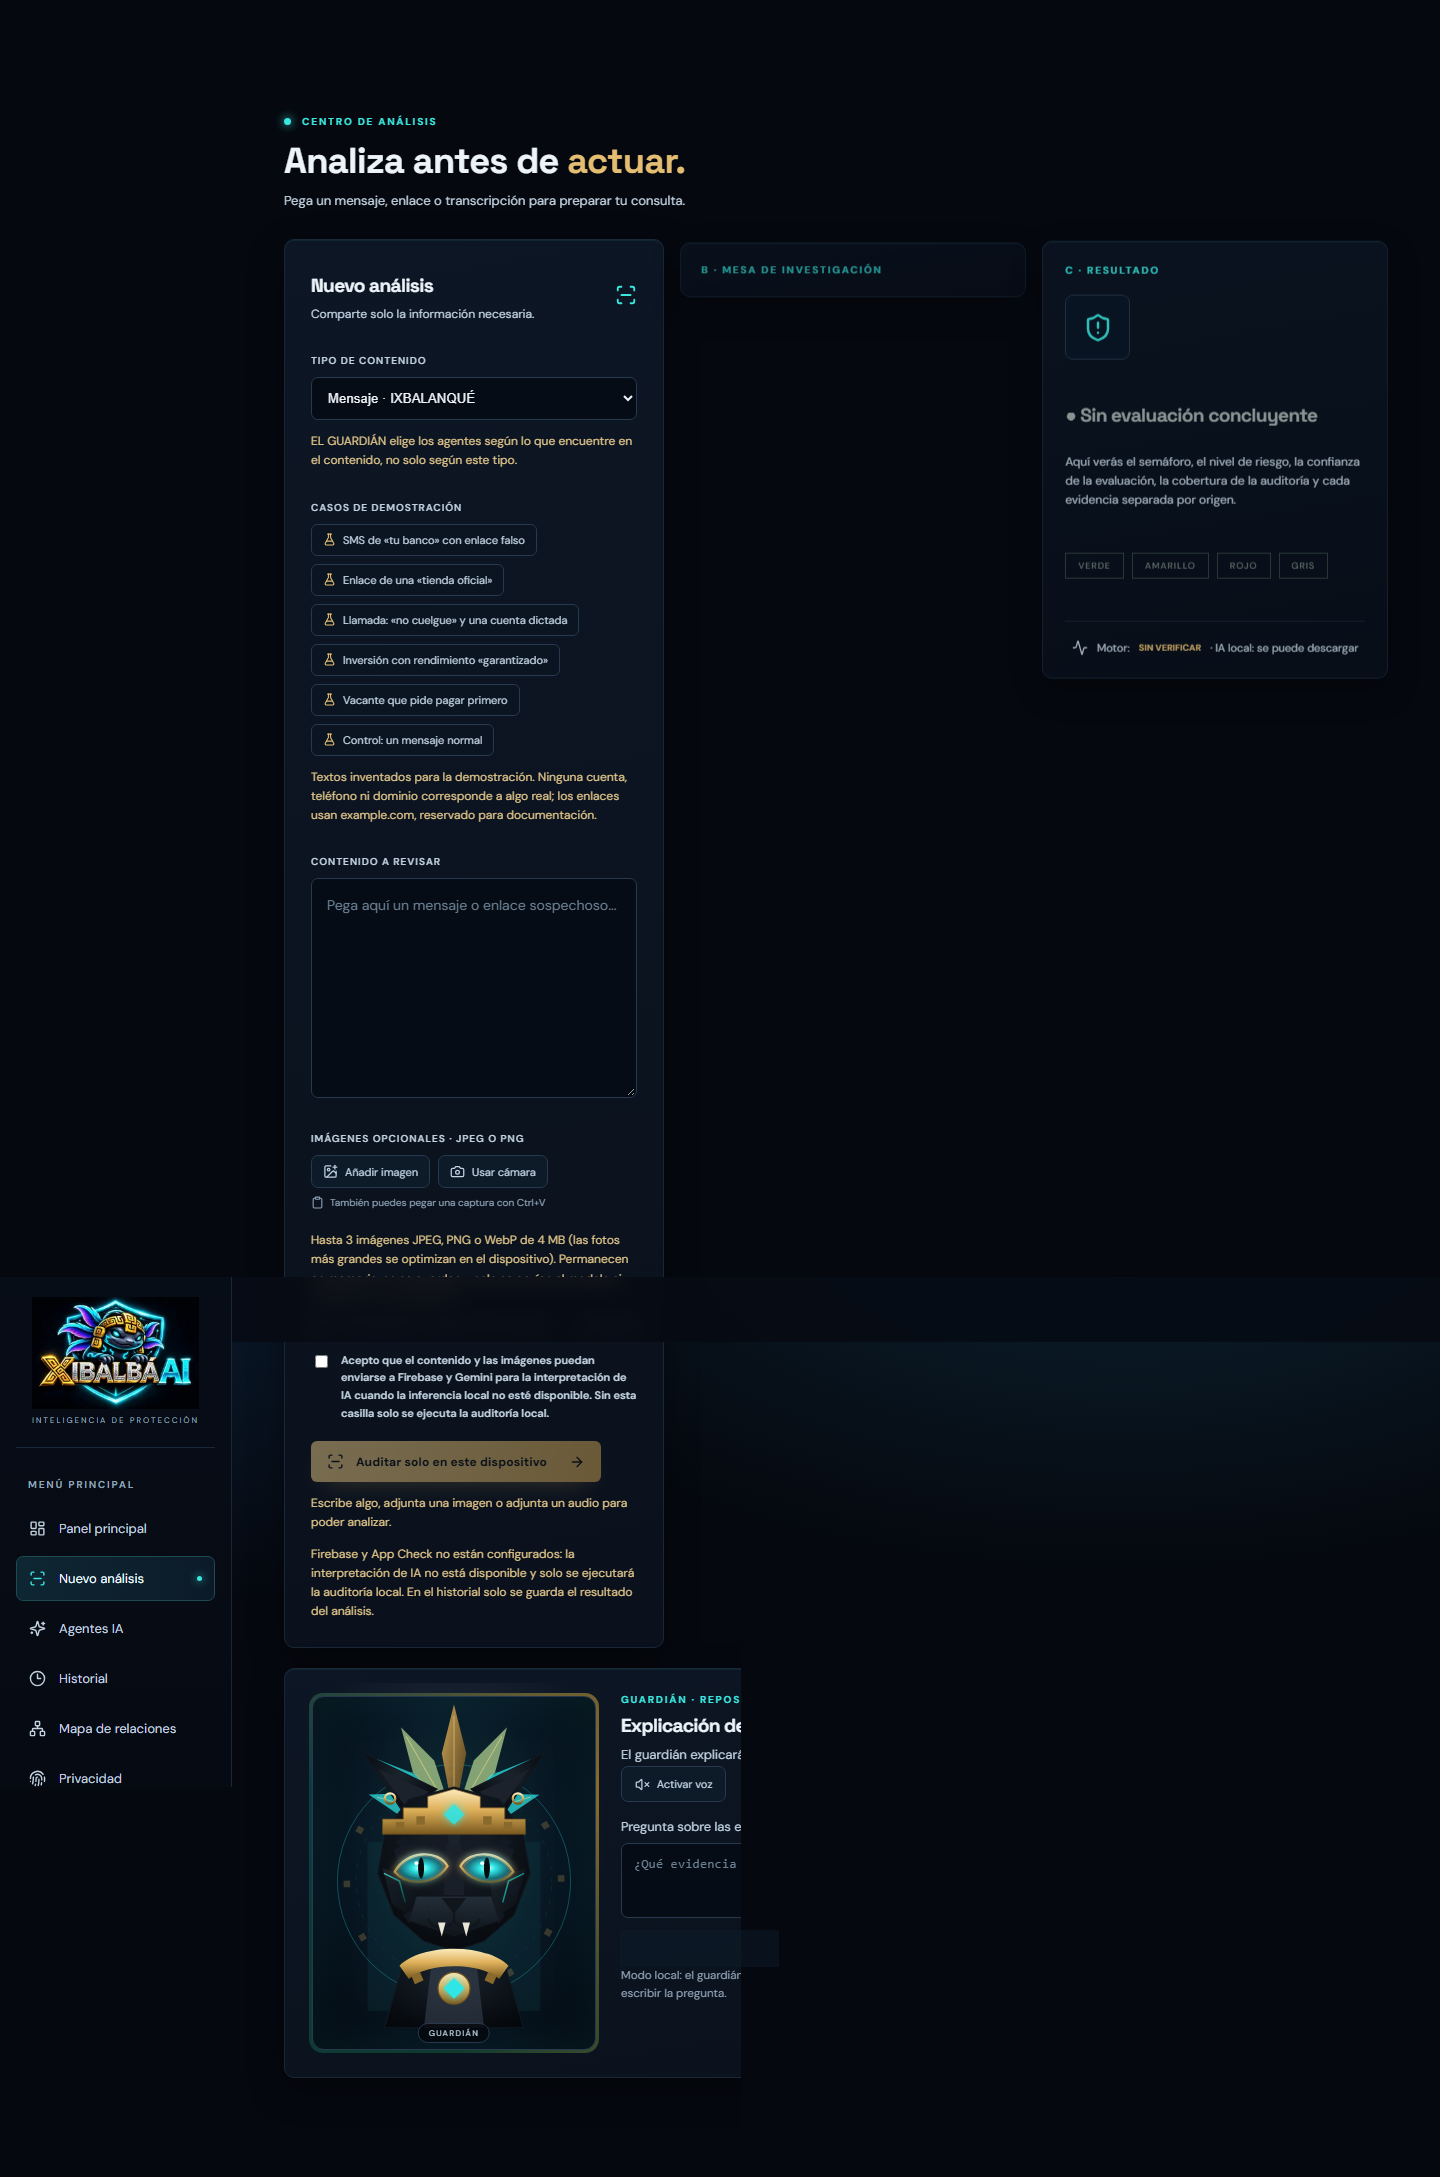 CENTRO DE ANÁLISIS
Analiza antes de actuar.
Pega un mensaje, enlace o transcripción para preparar tu consulta.
Nuevo análisis
Comparte solo la información necesaria.
TIPO DE CONTENIDO
Mensaje · IXBALANQUÉ
EL GUARDIÁN elige los agentes según lo que encuentre en
el contenido, no solo según este tipo.
CASOS DE DEMOSTRACIÓN
SMS de «tu banco» con enlace falso
Enlace de una «tienda oficial»
Llamada: «no cuelgue» y una cuenta dictada
Inversión con rendimiento «garantizado»
Vacante que pide pagar primero
Control: un mensaje normal
Textos inventados para la demostración. Ninguna cuenta,
teléfono ni dominio corresponde a algo real; los enlaces
usan example.com, reservado para documentación.
CONTENIDO A REVISAR
Pega aquí un mensaje o enlace sospechoso...
IMÁGENES OPCIONALES · JPEG O PNG
Añadir imagen
Usar cámara
También puedes pegar una captura con Ctrl+V
Hasta 3 imágenes JPEG, PNG o WebP de 4 MB (las fotos
más grandes se optimizan en el dispositivo). Permanecen
Acepto que el contenido y las imágenes puedan
enviarse a Firebase y Gemini para la interpretación de
IA cuando la inferencia local no esté disponible. Sin esta
casilla solo se ejecuta la auditoría local.
Auditar solo en este dispositivo
Escribe algo, adjunta una imagen o adjunta un audio para
poder analizar.
Firebase y App Check no están configurados: la
interpretación de IA no está disponible y solo se ejecutará
la auditoría local. En el historial solo se guarda el resultado
del análisis.
B · MESA DE INVESTIGACIÓN
C · RESULTADO
● Sin evaluación concluyente
Aquí verás el semáforo, el nivel de riesgo, la confianza
de la evaluación, la cobertura de la auditoría y cada
evidencia separada por origen.
VERDE
AMARILLO
ROJO
GRIS
Motor: SIN VERIFICAR · IA local: se puede descargar
XIBALBÁ AI
INTELIGENCIA DE PROTECCIÓN
MENÚ PRINCIPAL
Panel principal
Nuevo análisis
Agentes IA
Historial
Mapa de relaciones
Privacidad
GUARDIÁN
GUARDIÁN · REPOS
Explicación de
El guardián explicará
Activar voz
Pregunta sobre las e
¿Qué evidencia
Modo local: el guardián
escribir la pregunta.